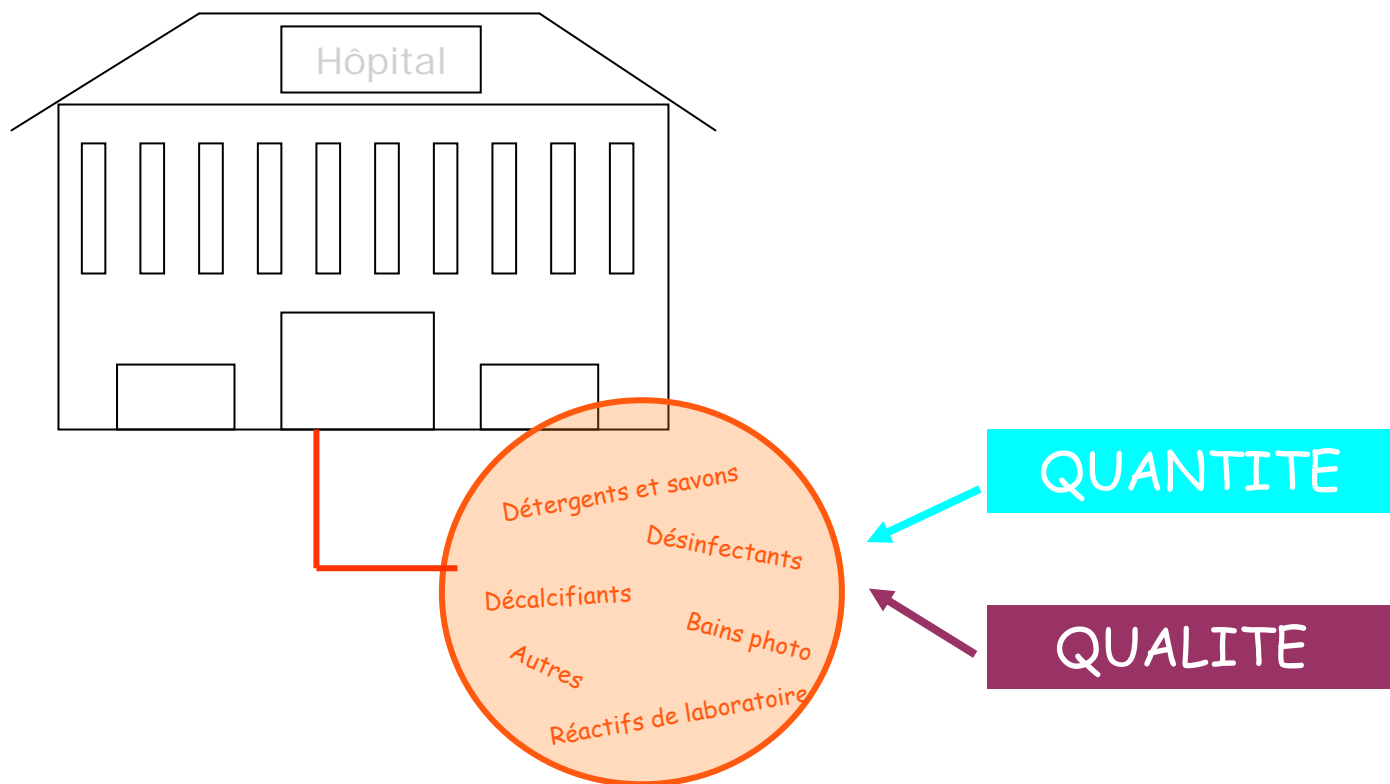 Hôpital
Détergents et savons
Désinfectants
Décalcifiants
Bains photo
Autres
Réactifs de laboratoire
QUANTITE
QUALITE